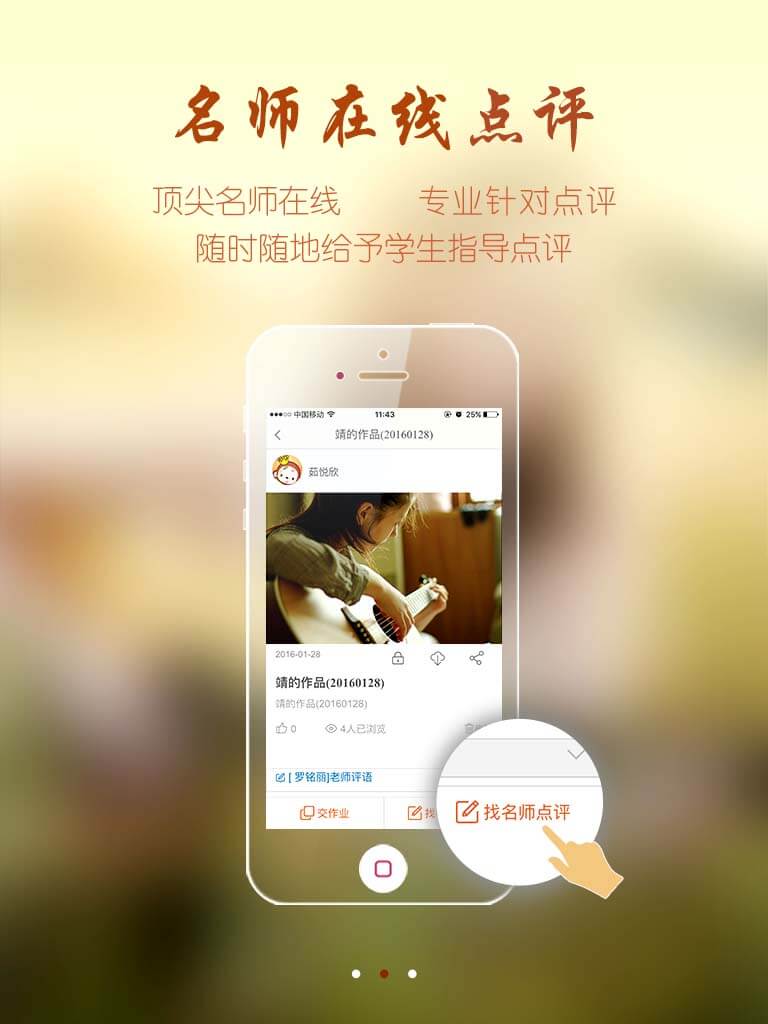 名师在线点评
顶尖名师在线 专业针对点评
随时随地给予学生指导点评
中国移动 11:43 25%
靖的作品(20160128)
茹悦欣
2016-01-28
靖的作品(20160128)
靖的作品(20160128)
0 4人已浏览
[ 罗铭丽]老师评语
交作业 找
找名师点评